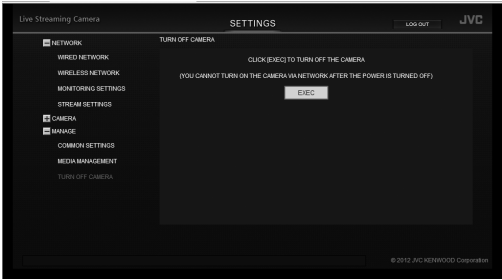 Live Streaming Camera
SETTINGS
LOG OUT
JVC
NETWORK
WIRED NETWORK
WIRELESS NETWORK
MONITORING SETTINGS
STREAM SETTINGS
CAMERA
MANAGE
COMMON SETTINGS
MEDIA MANAGEMENT
TURN OFF CAMERA
TURN OFF CAMERA
CLICK [EXEC] TO TURN OFF THE CAMERA
(YOU CANNOT TURN ON THE CAMERA VIA NETWORK AFTER THE POWER IS TURNED OFF)
EXEC
© 2012 JVC KENWOOD Corporation